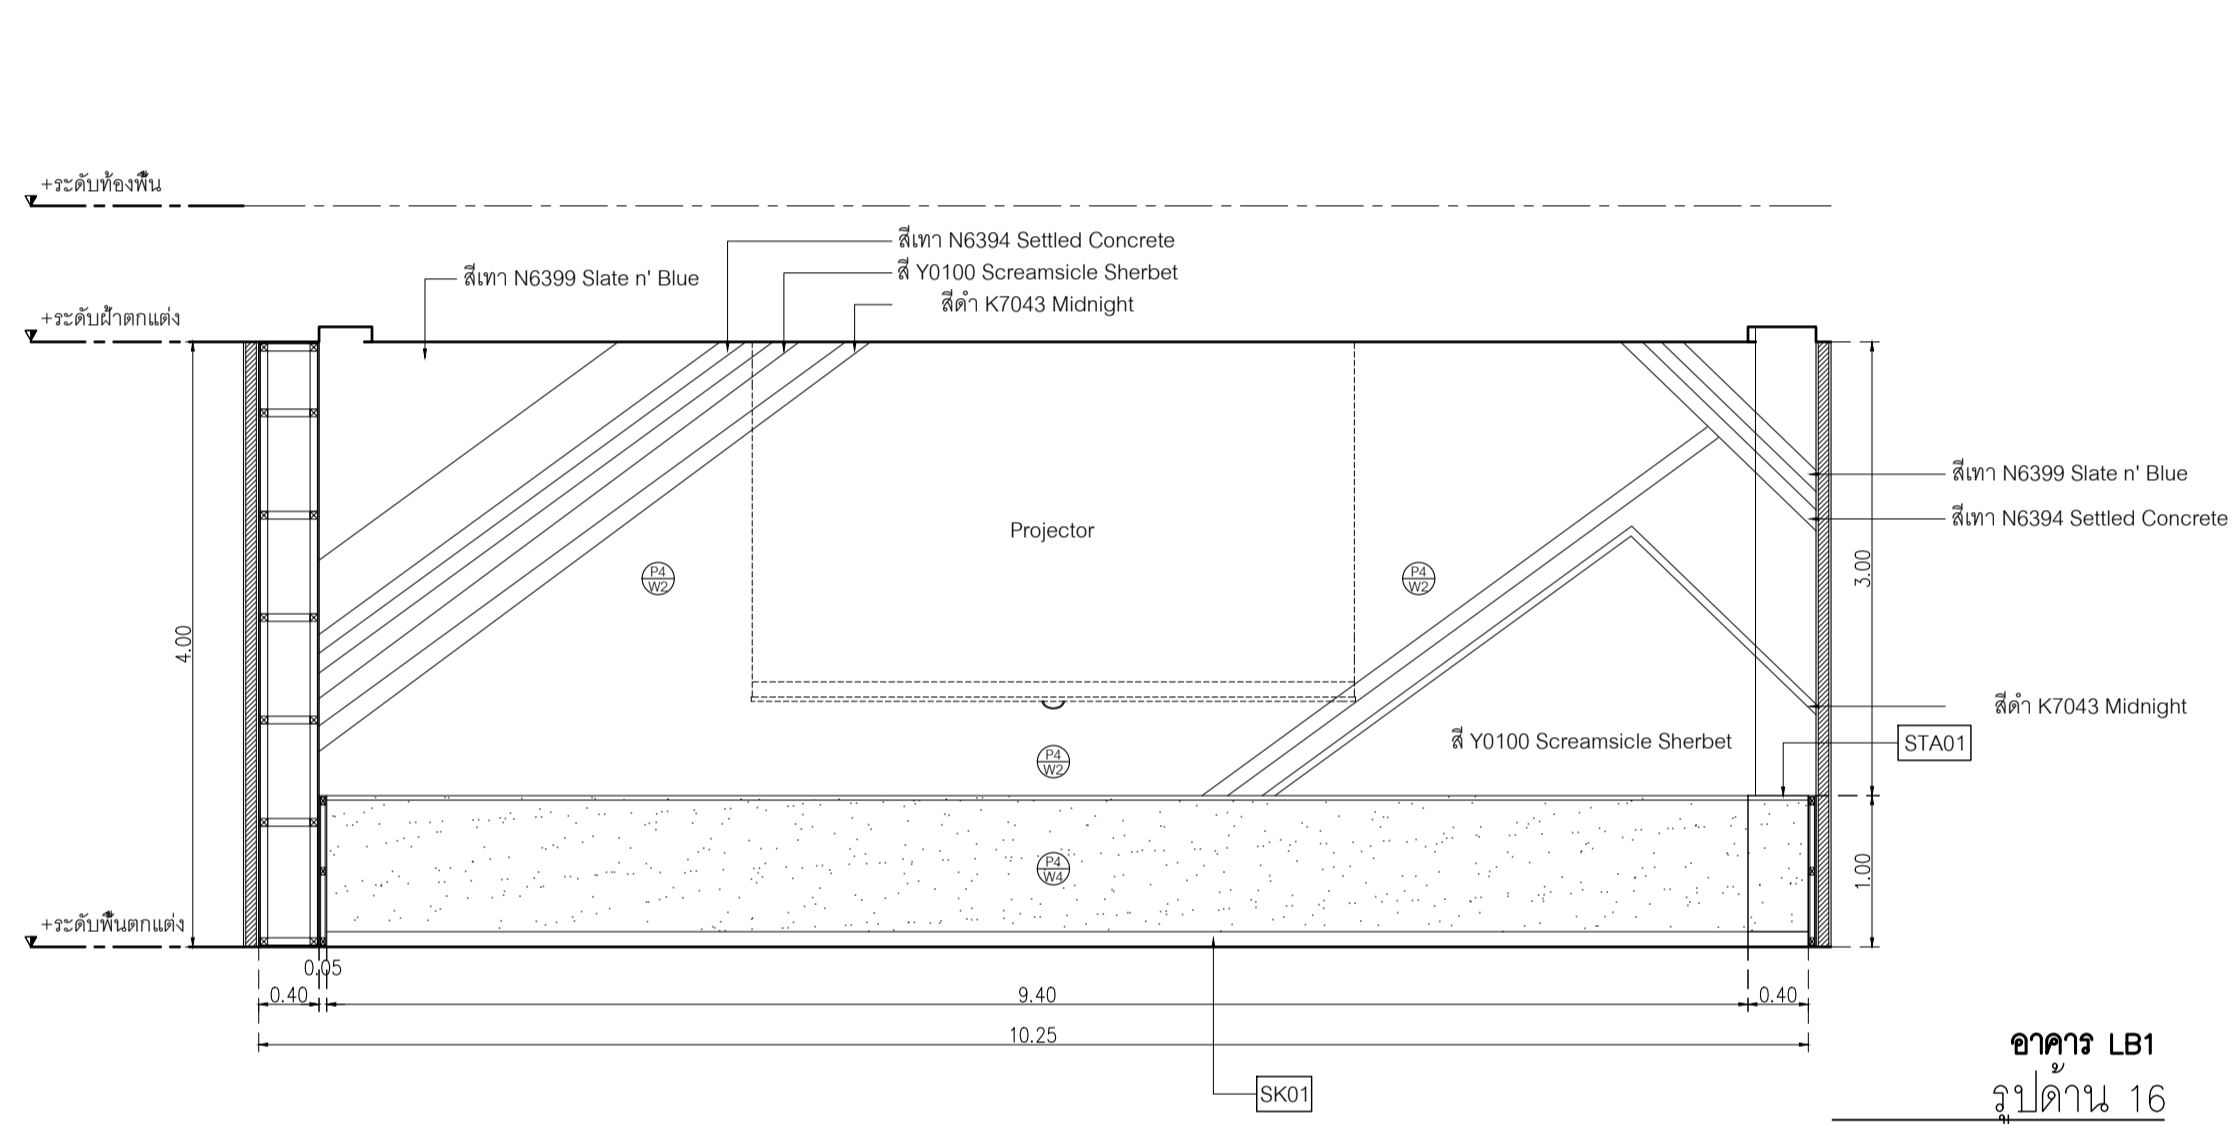 +ระดับท้องพื้น
สีเทา N6394 Settled Concrete
สี Y0100 Screamsicle Sherbet
สีเทา N6399 Slate n' Blue
สีดำ K7043 Midnight
+ระดับฝ้าตกแต่ง
สีเทา N6399 Slate n' Blue
สีเทา N6394 Settled Concrete
Projector
3.00
P4
W2
P4
W2
4.00
สีดำ K7043 Midnight
สี Y0100 Screamsicle Sherbet
STA01
P4
W2
P4
W4
1.00
+ระดับพื้นตกแต่ง
0.05
0.40
9.40
0.40
10.25
SK01
อาคาร LB1
รูปด้าน 16